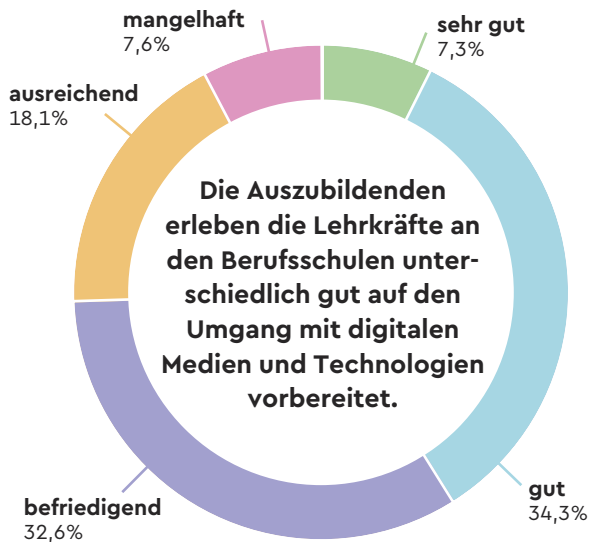 mangelhaft
7,6%
sehr gut
7,3%
ausreichend
18,1%
Die Auszubildenden
erleben die Lehrkräfte an
den Berufsschulen unter-
schiedlich gut auf den
Umgang mit digitalen
Medien und Technologien
vorbereitet.
befriedigend
32,6%
gut
34,3%